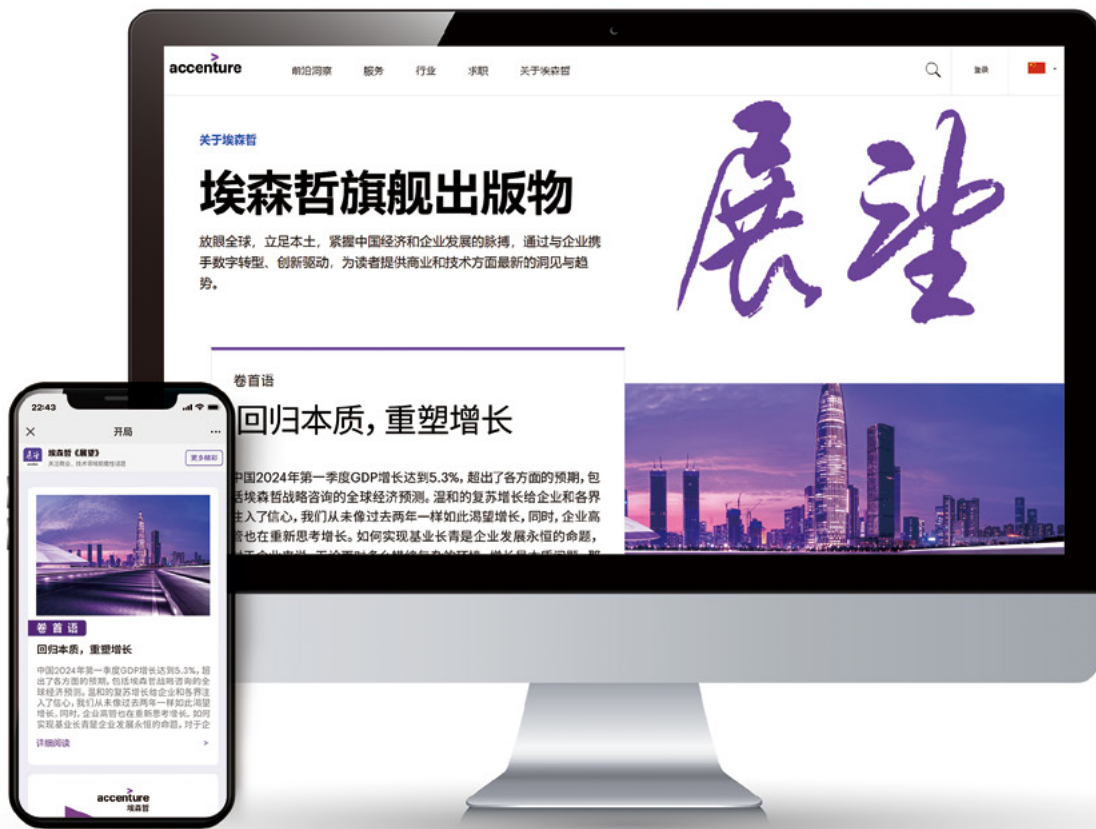 accenture
前沿洞察
服务
行业
求职
关于埃森哲
登录
关于埃森哲
埃森哲旗舰出版物
放眼全球，立足本土，紧握中国经济和企业发展的脉搏，通过与企业携
手数字转型、创新驱动，为读者提供商业和技术方面最新的洞见与趋
势。
展望
卷首语
回归本质，重塑增长
中国2024年第一季度GDP增长达到5.3%，超出了各方面的预期，包
括埃森哲战略咨询的全球经济预测。温和的复苏增长给企业和各界
注入了信心，我们从未像过去两年一样如此渴望增长，同时，企业高
管也在重新思考增长。如何实现基业长青是企业发展永恒的命题，
22:43
开局
展望
埃森哲《展望》
关注商业、技术领域前瞻性话题
更多精彩
卷首语
回归本质，重塑增长
中国2024年第一季度GDP增长达到5.3%，超
出了各方面的预期，包括埃森哲战略咨询的全
球经济预测。温和的复苏增长给企业和各界注
入了信心，我们从未像过去两年一样如此渴望
增长，同时，企业高管也在重新思考增长。如何
实现基业长青是企业发展永恒的命题，对于企
详细阅读 >
accenture
埃森哲